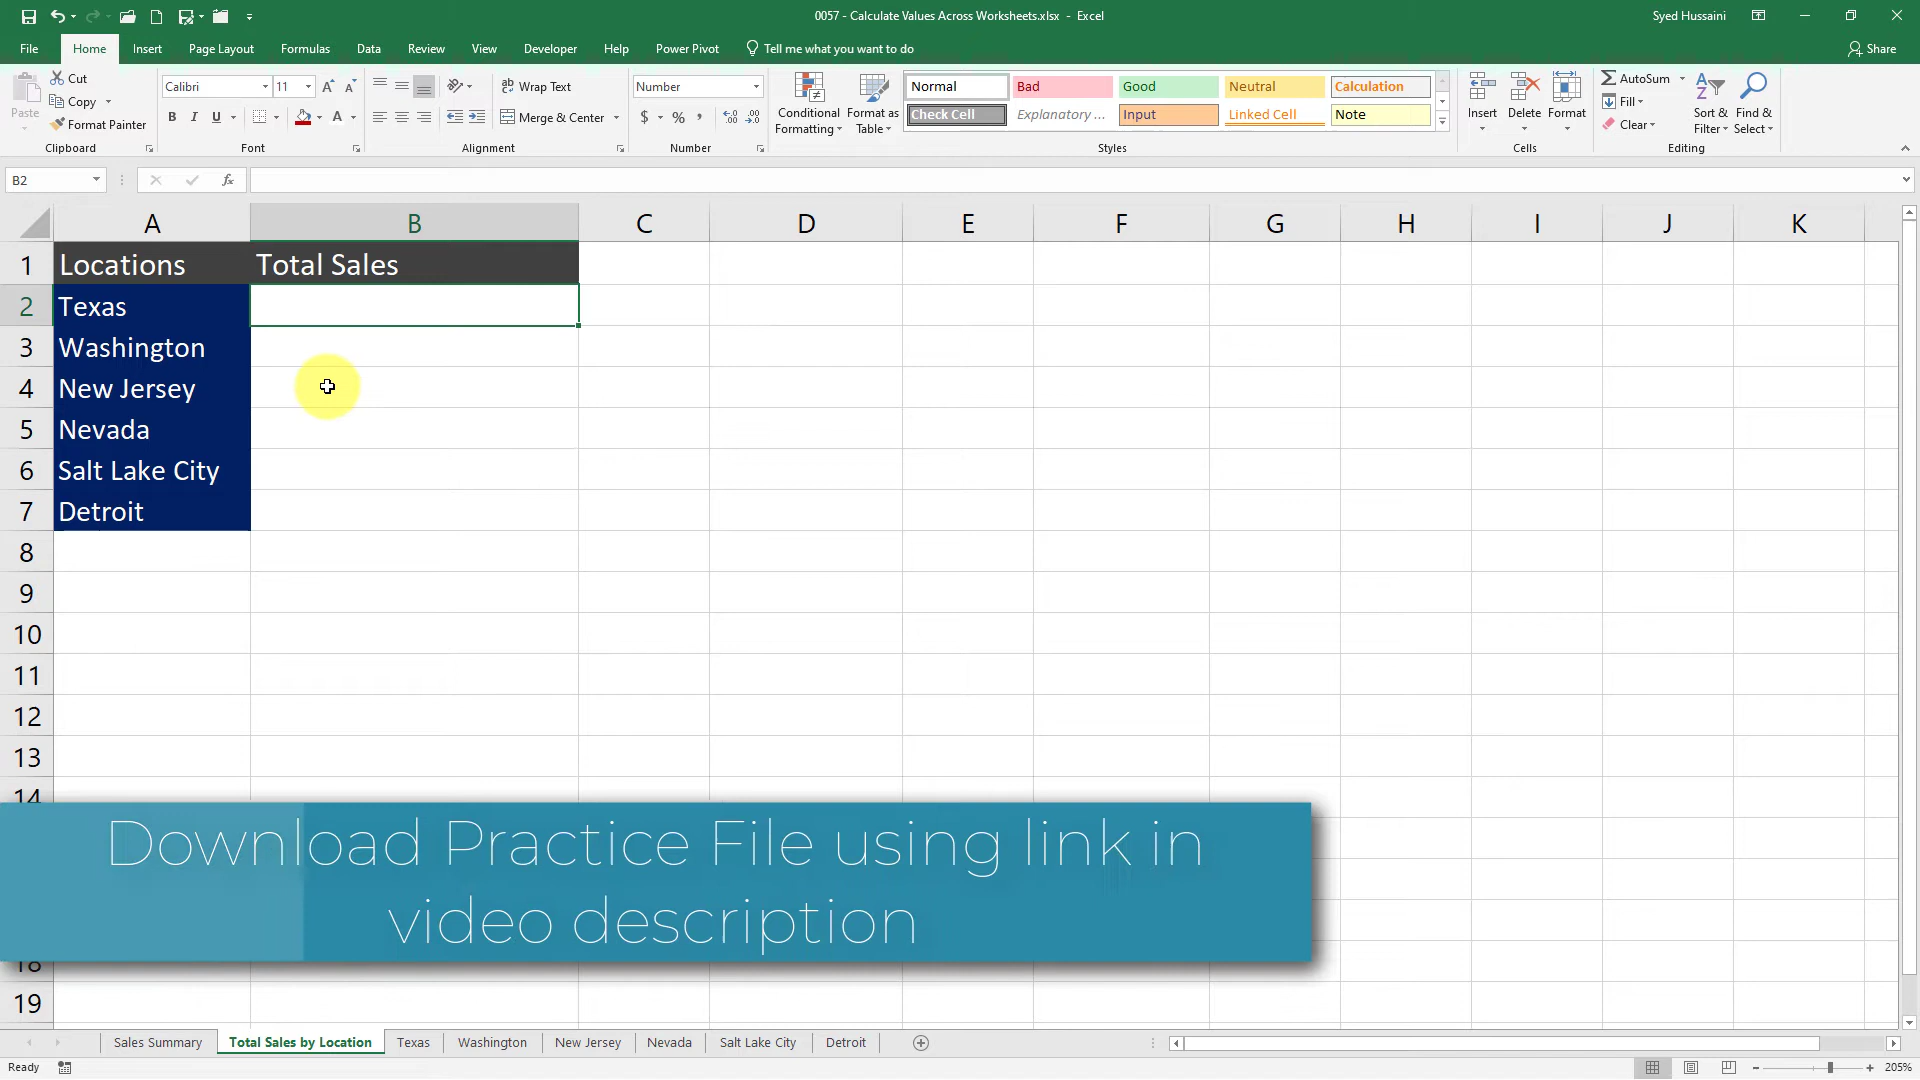 0057 - Calculate Values Across Worksheets.xlsx - Excel
Syed Hussaini
File Home Insert Page Layout Formulas Data Review View Developer Help Power Pivot Tell me what you want to do Share
Paste
Cut
Copy
Format Painter
Clipboard
Calibri 11
B I U
Font
Wrap Text
Merge & Center
Alignment
Number
$ % ,
Number
Conditional Formatting
Format as Table
Normal Bad Good Neutral Calculation
Check Cell Explanatory ... Input Linked Cell Note
Styles
Insert Delete Format
Cells
AutoSum
Fill
Clear
Sort & Filter
Find & Select
Editing
B2 fx
A B C D E F G H I J K
1 Locations Total Sales
2 Texas
3 Washington
4 New Jersey
5 Nevada
6 Salt Lake City
7 Detroit
8
9
10
11
12
13
14
Download Practice File using link in
video description
18
19
Sales Summary Total Sales by Location Texas Washington New Jersey Nevada Salt Lake City Detroit
Ready 205%